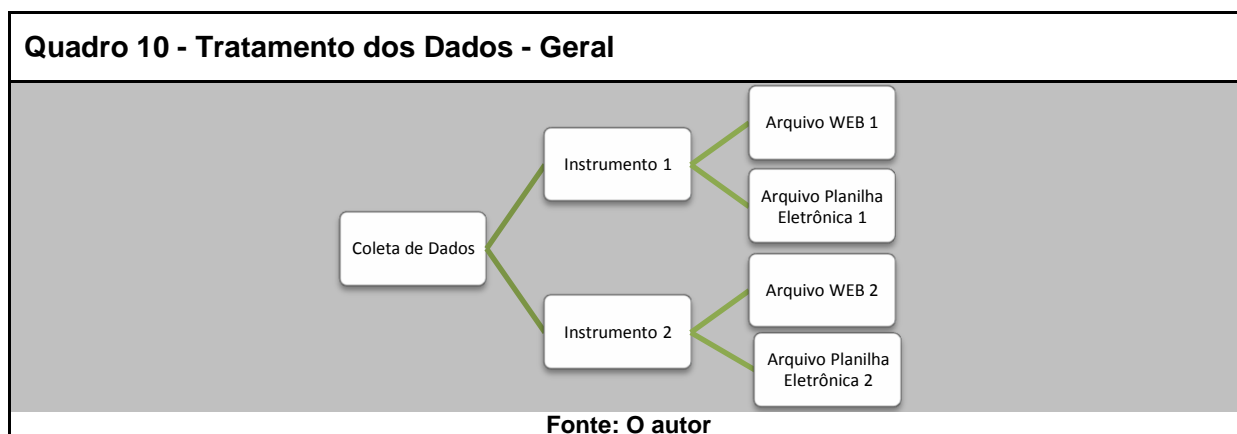 Quadro 10 - Tratamento dos Dados - Geral
Arquivo WEB 1
Instrumento 1
Arquivo Planilha
Eletrônica 1
Coleta de Dados
Arquivo WEB 2
Instrumento 2
Arquivo Planilha
Eletrônica 2
Fonte: O autor